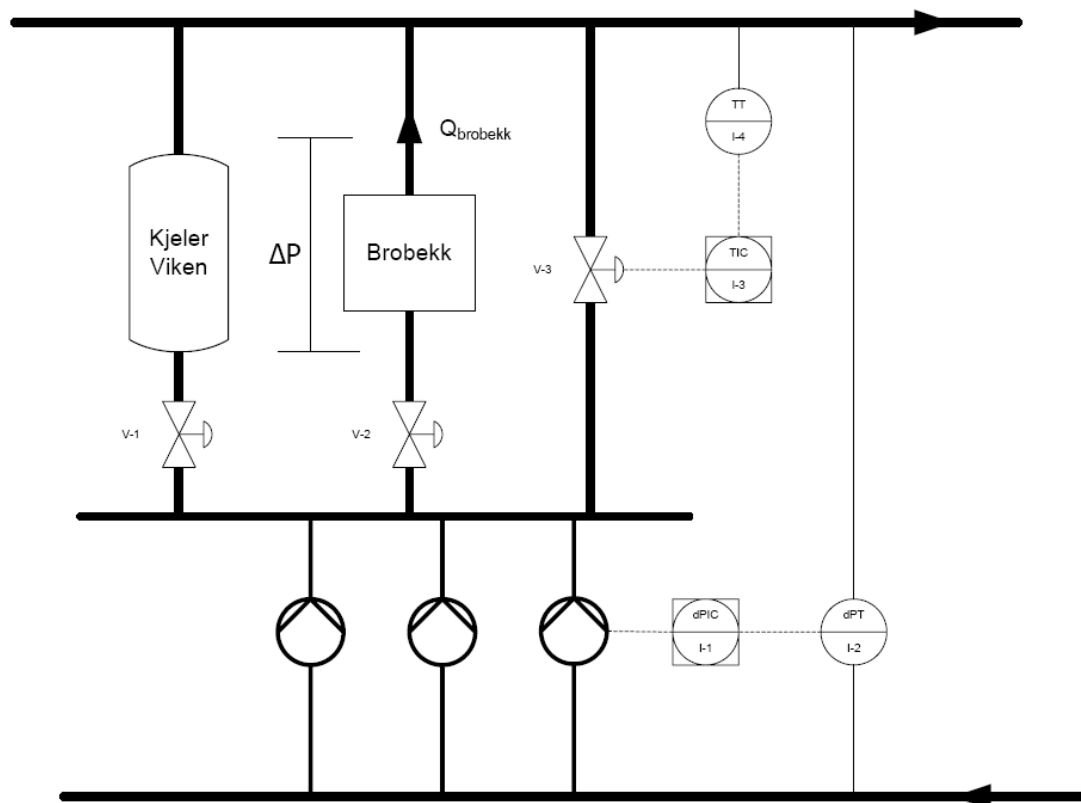 TT
I-4
Qbrobekk
Kjeler
Viken
ΔP
Brobekk
V-3
TIC
I-3
V-1
V-2
dPIC
I-1
dPT
I-2